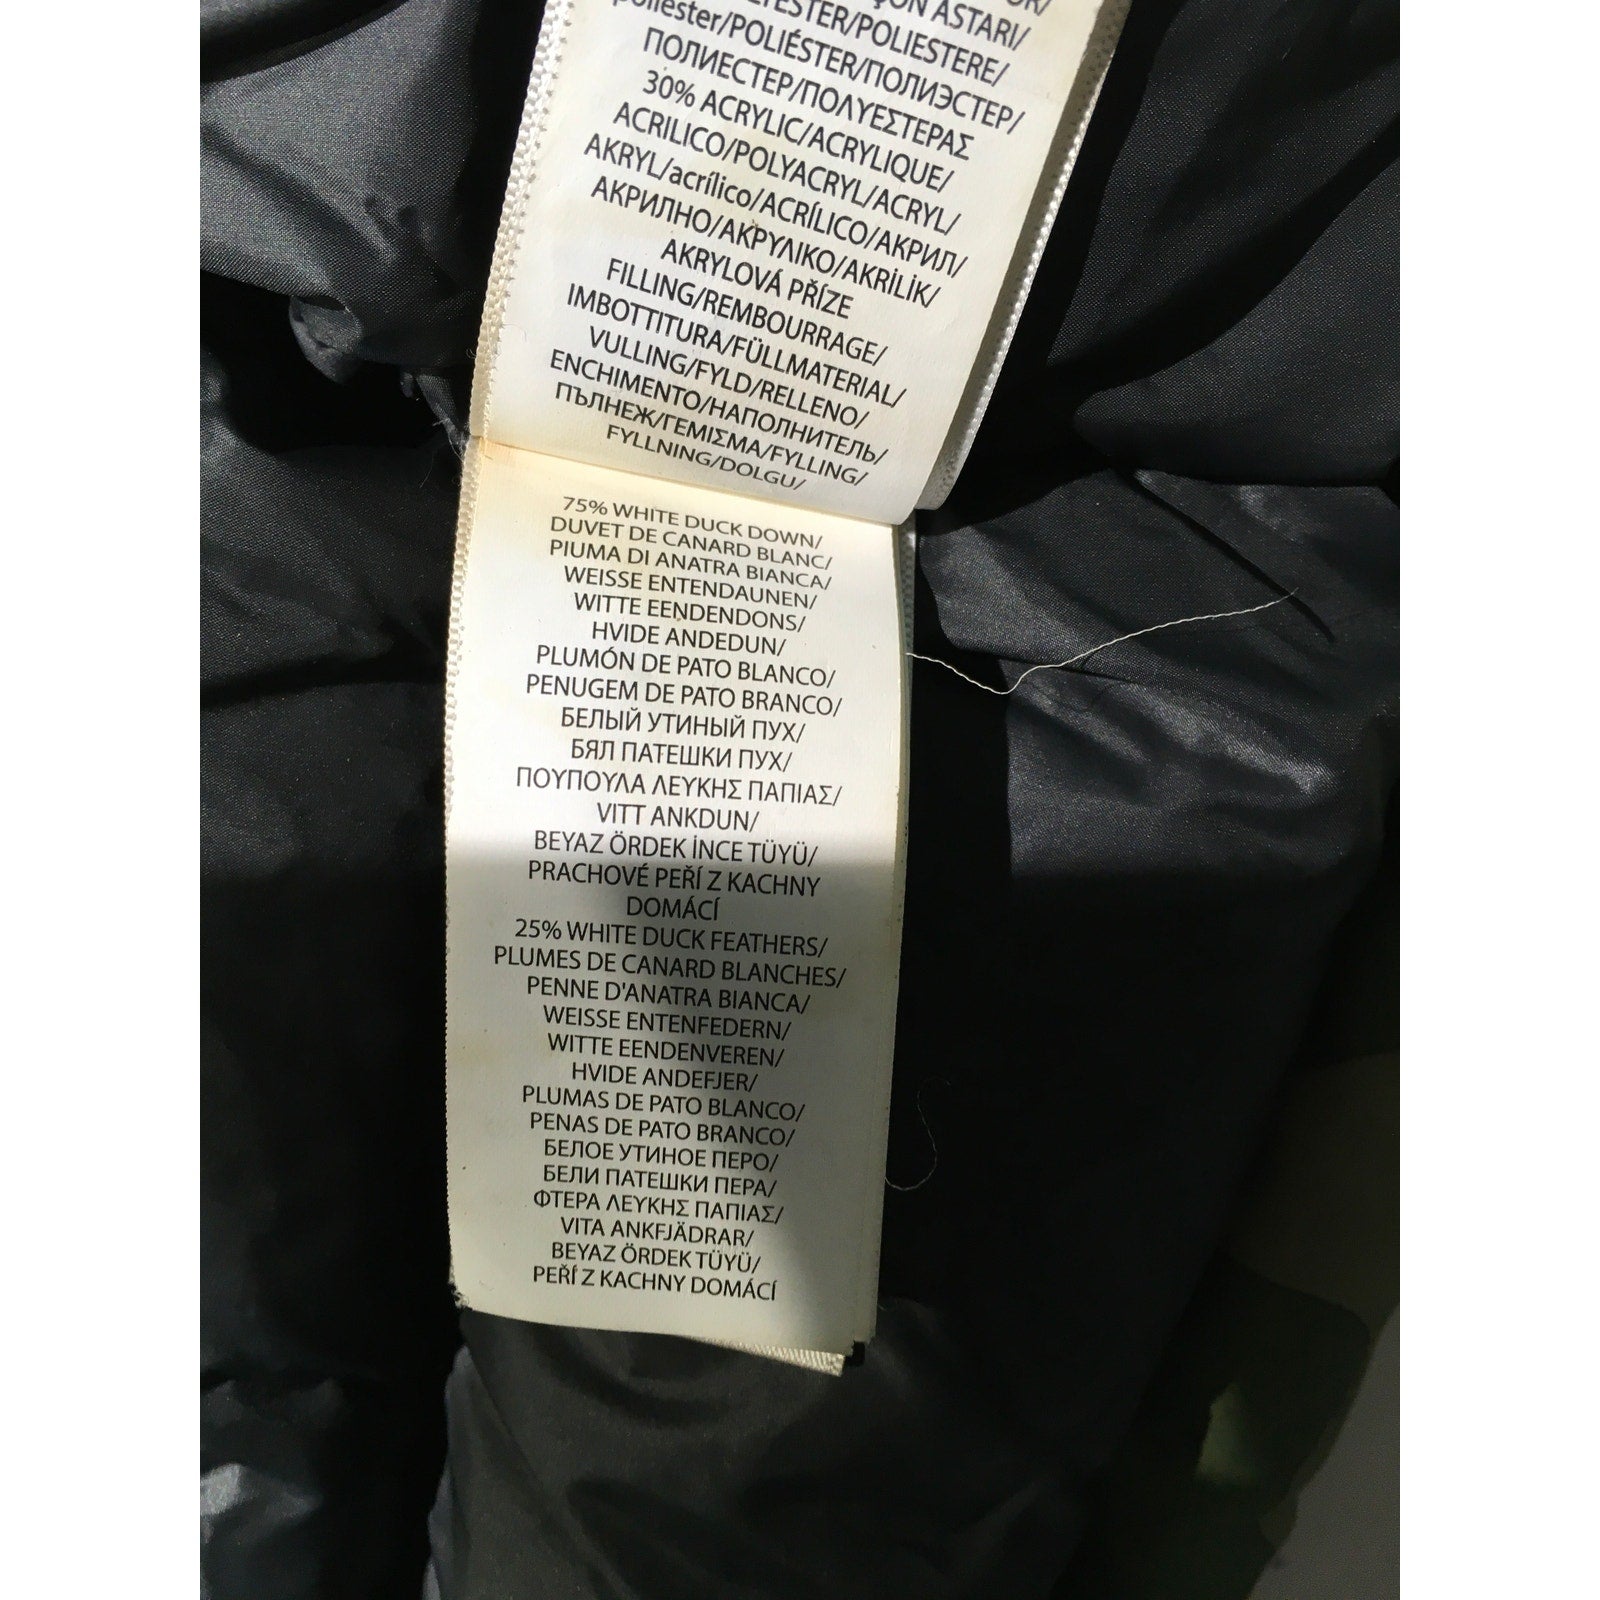 ÇON ASTARI/
POLIESTERE/
poliester/POLIÉSTER/ПОЛИЭСТЕР/
ПОЛИЕСТЕР/ΠΟΛΥΕΣΤΕΡΑΣ
30% ACRYLIC/ACRYLIQUE/
ACRILICO/POLYACRYL/ACRYL/
AKRYL/acrílico/ACRÍLICO/АКРИЛ/
АКРИЛНО/ΑΚΡΥΛΙΚΟ/AKRİLİK/
AKRYLOVÁ PŘÍZE
FILLING/REMBOURRAGE/
IMBOTTITURA/FÜLLMATERIAL/
VULLING/FYLD/RELLENO/
ENCHIMENTO/НАПОЛНИТЕЛЬ/
ПЪЛНЕЖ/ΓΕΜΙΣΜΑ/FYLLING/
FYLLNING/DOLGU/
75% WHITE DUCK DOWN/
DUVET DE CANARD BLANC/
PIUMA DI ANATRA BIANCA/
WEISSE ENTENDAUNEN/
WITTE EENDENDONS/
HVIDE ANDEDUN/
PLUMÓN DE PATO BLANCO/
PENUGEM DE PATO BRANCO/
БЕЛЫЙ УТИНЫЙ ПУХ/
БЯЛ ПАТЕШКИ ПУХ/
ΠΟΥΠΟΥΛΑ ΛΕΥΚΗΣ ΠΑΠΙΑΣ/
VITT ANKDUN/
BEYAZ ÖRDEK İNCE TÜYÜ/
PRACHOVÉ PEŘÍ Z KACHNY
DOMÁCÍ
25% WHITE DUCK FEATHERS/
PLUMES DE CANARD BLANCHES/
PENNE D'ANATRA BIANCA/
WEISSE ENTENFEDERN/
WITTE EENDENVEREN/
HVIDE ANDEFJER/
PLUMAS DE PATO BLANCO/
PENAS DE PATO BRANCO/
БЕЛОЕ УТИНОЕ ПЕРО/
БЕЛИ ПАТЕШКИ ПЕРА/
ΦΤΕΡΑ ΛΕΥΚΗΣ ΠΑΠΙΑΣ/
VITA ANKFJÄDRAR/
BEYAZ ÖRDEK TÜYÜ/
PEŘÍ Z KACHNY DOMÁCÍ